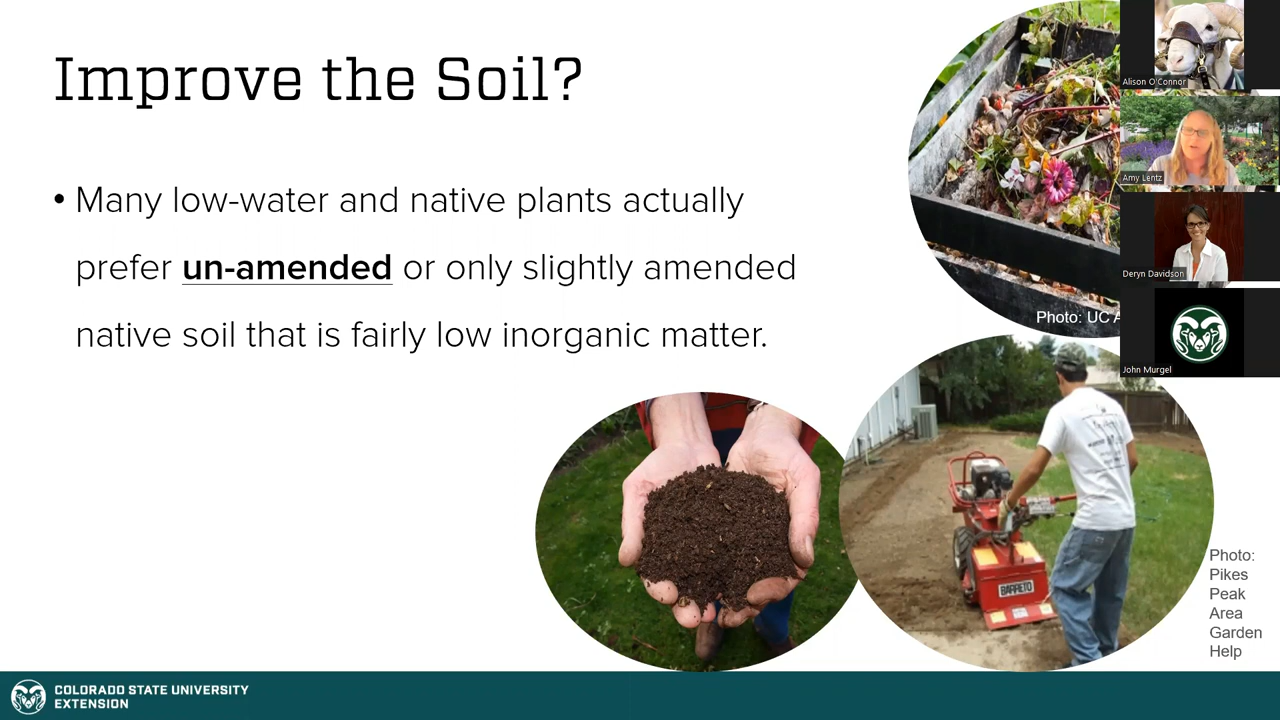 Improve the Soil?
• Many low-water and native plants actually
prefer un-amended or only slightly amended
native soil that is fairly low inorganic matter.
Photo: UC A
Alison O'Connor
Amy Lentz
Deryn Davidson
John Murgel
BARRETO
Photo:
Pikes
Peak
Area
Garden
Help
COLORADO STATE UNIVERSITY
EXTENSION